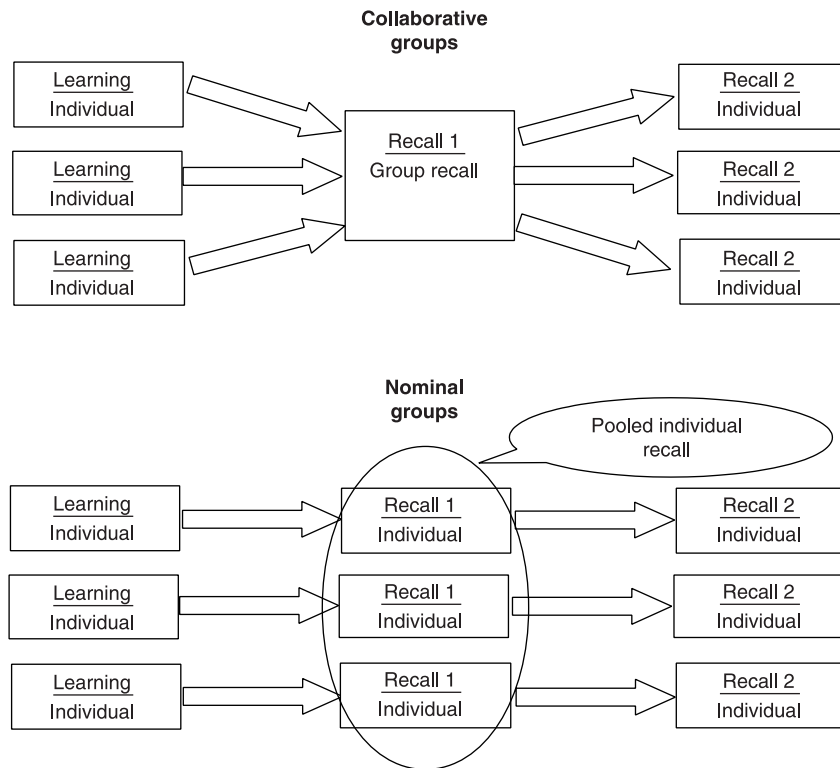 Collaborative
groups
Learning
Individual
Learning
Individual
Learning
Individual
Recall 1
Group recall
Recall 2
Individual
Recall 2
Individual
Recall 2
Individual
Nominal
groups
Pooled individual
recall
Learning
Individual
Recall 1
Individual
Recall 2
Individual
Learning
Individual
Recall 1
Individual
Recall 2
Individual
Learning
Individual
Recall 1
Individual
Recall 2
Individual